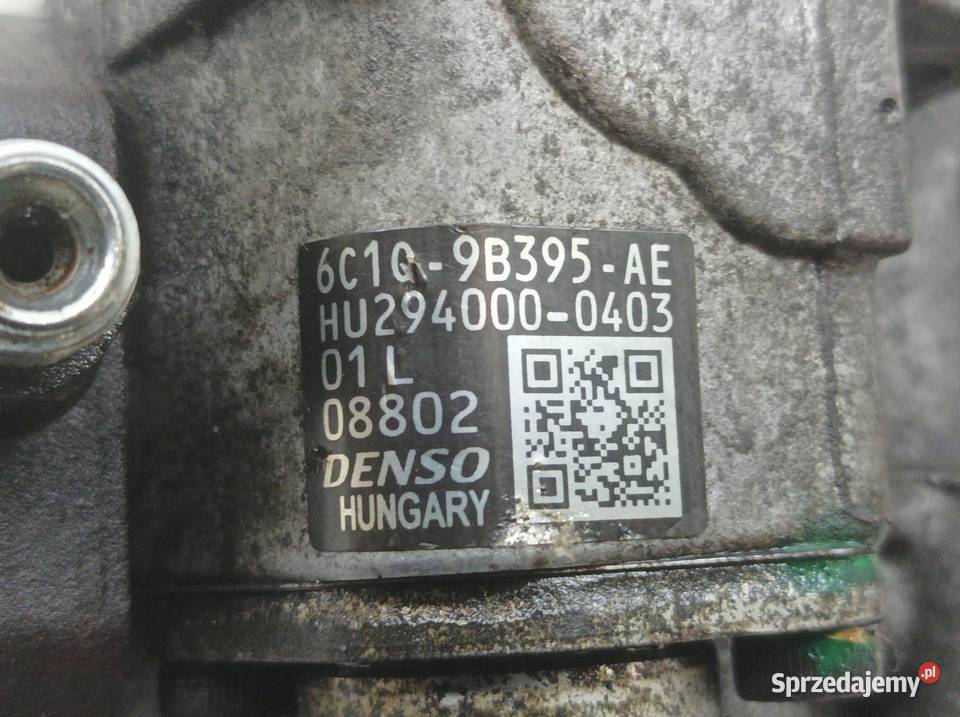 6C1Q-9B395-AE
HU294000-0403
01 L
08802
DENSO
HUNGARY
Sprzedajemy.pl